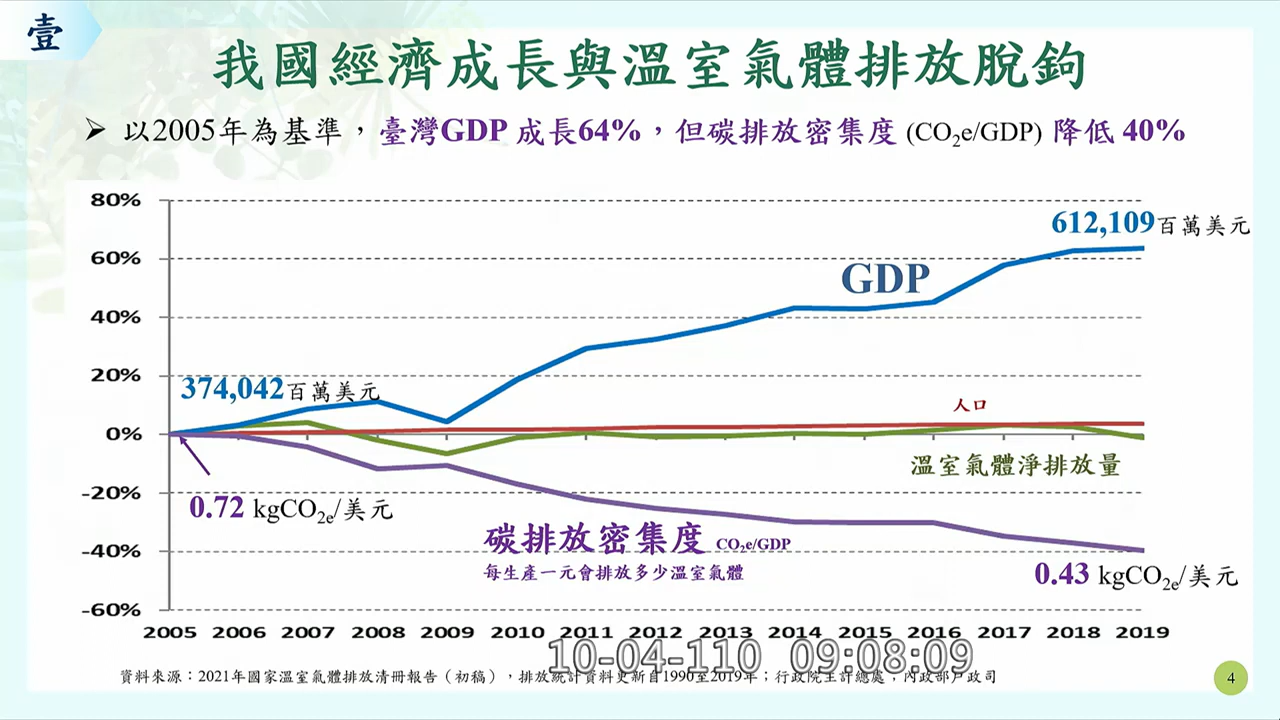 壹
我國經濟成長與溫室氣體排放脫鉤
➢ 以2005年為基準，臺灣GDP 成長64%，但碳排放密集度 (CO₂e/GDP) 降低 40%
80%
612,109百萬美元
60%
GDP
40%
20%
374,042百萬美元
人口
0%
溫室氣體淨排放量
-20%
0.72 kgCO₂e/美元
碳排放密集度 CO₂e/GDP
-40%
每生產一元會排放多少溫室氣體
0.43 kgCO₂e/美元
-60%
2005 2006 2007 2008 2009 2010 2011 2012 2013 2014 2015 2016 2017 2018 2019
10-04-110 09:08:09
資料來源：2021年國家溫室氣體排放清冊報告（初稿），排放統計資料更新自1990至2019年；行政院主計總處，內政部戶政司
4